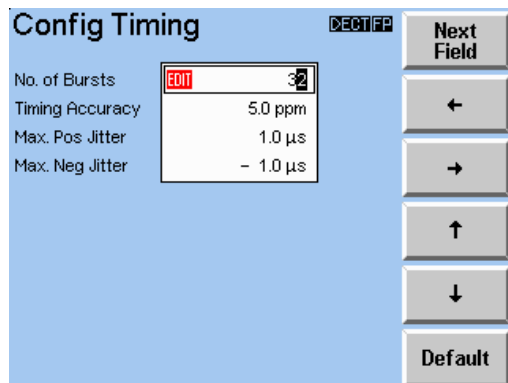 Config Timing
DECT FP
No. of Bursts EDIT 32
Timing Accuracy 5.0 ppm
Max. Pos Jitter 1.0 µs
Max. Neg Jitter - 1.0 µs
Next
Field
←
→
↑
↓
Default